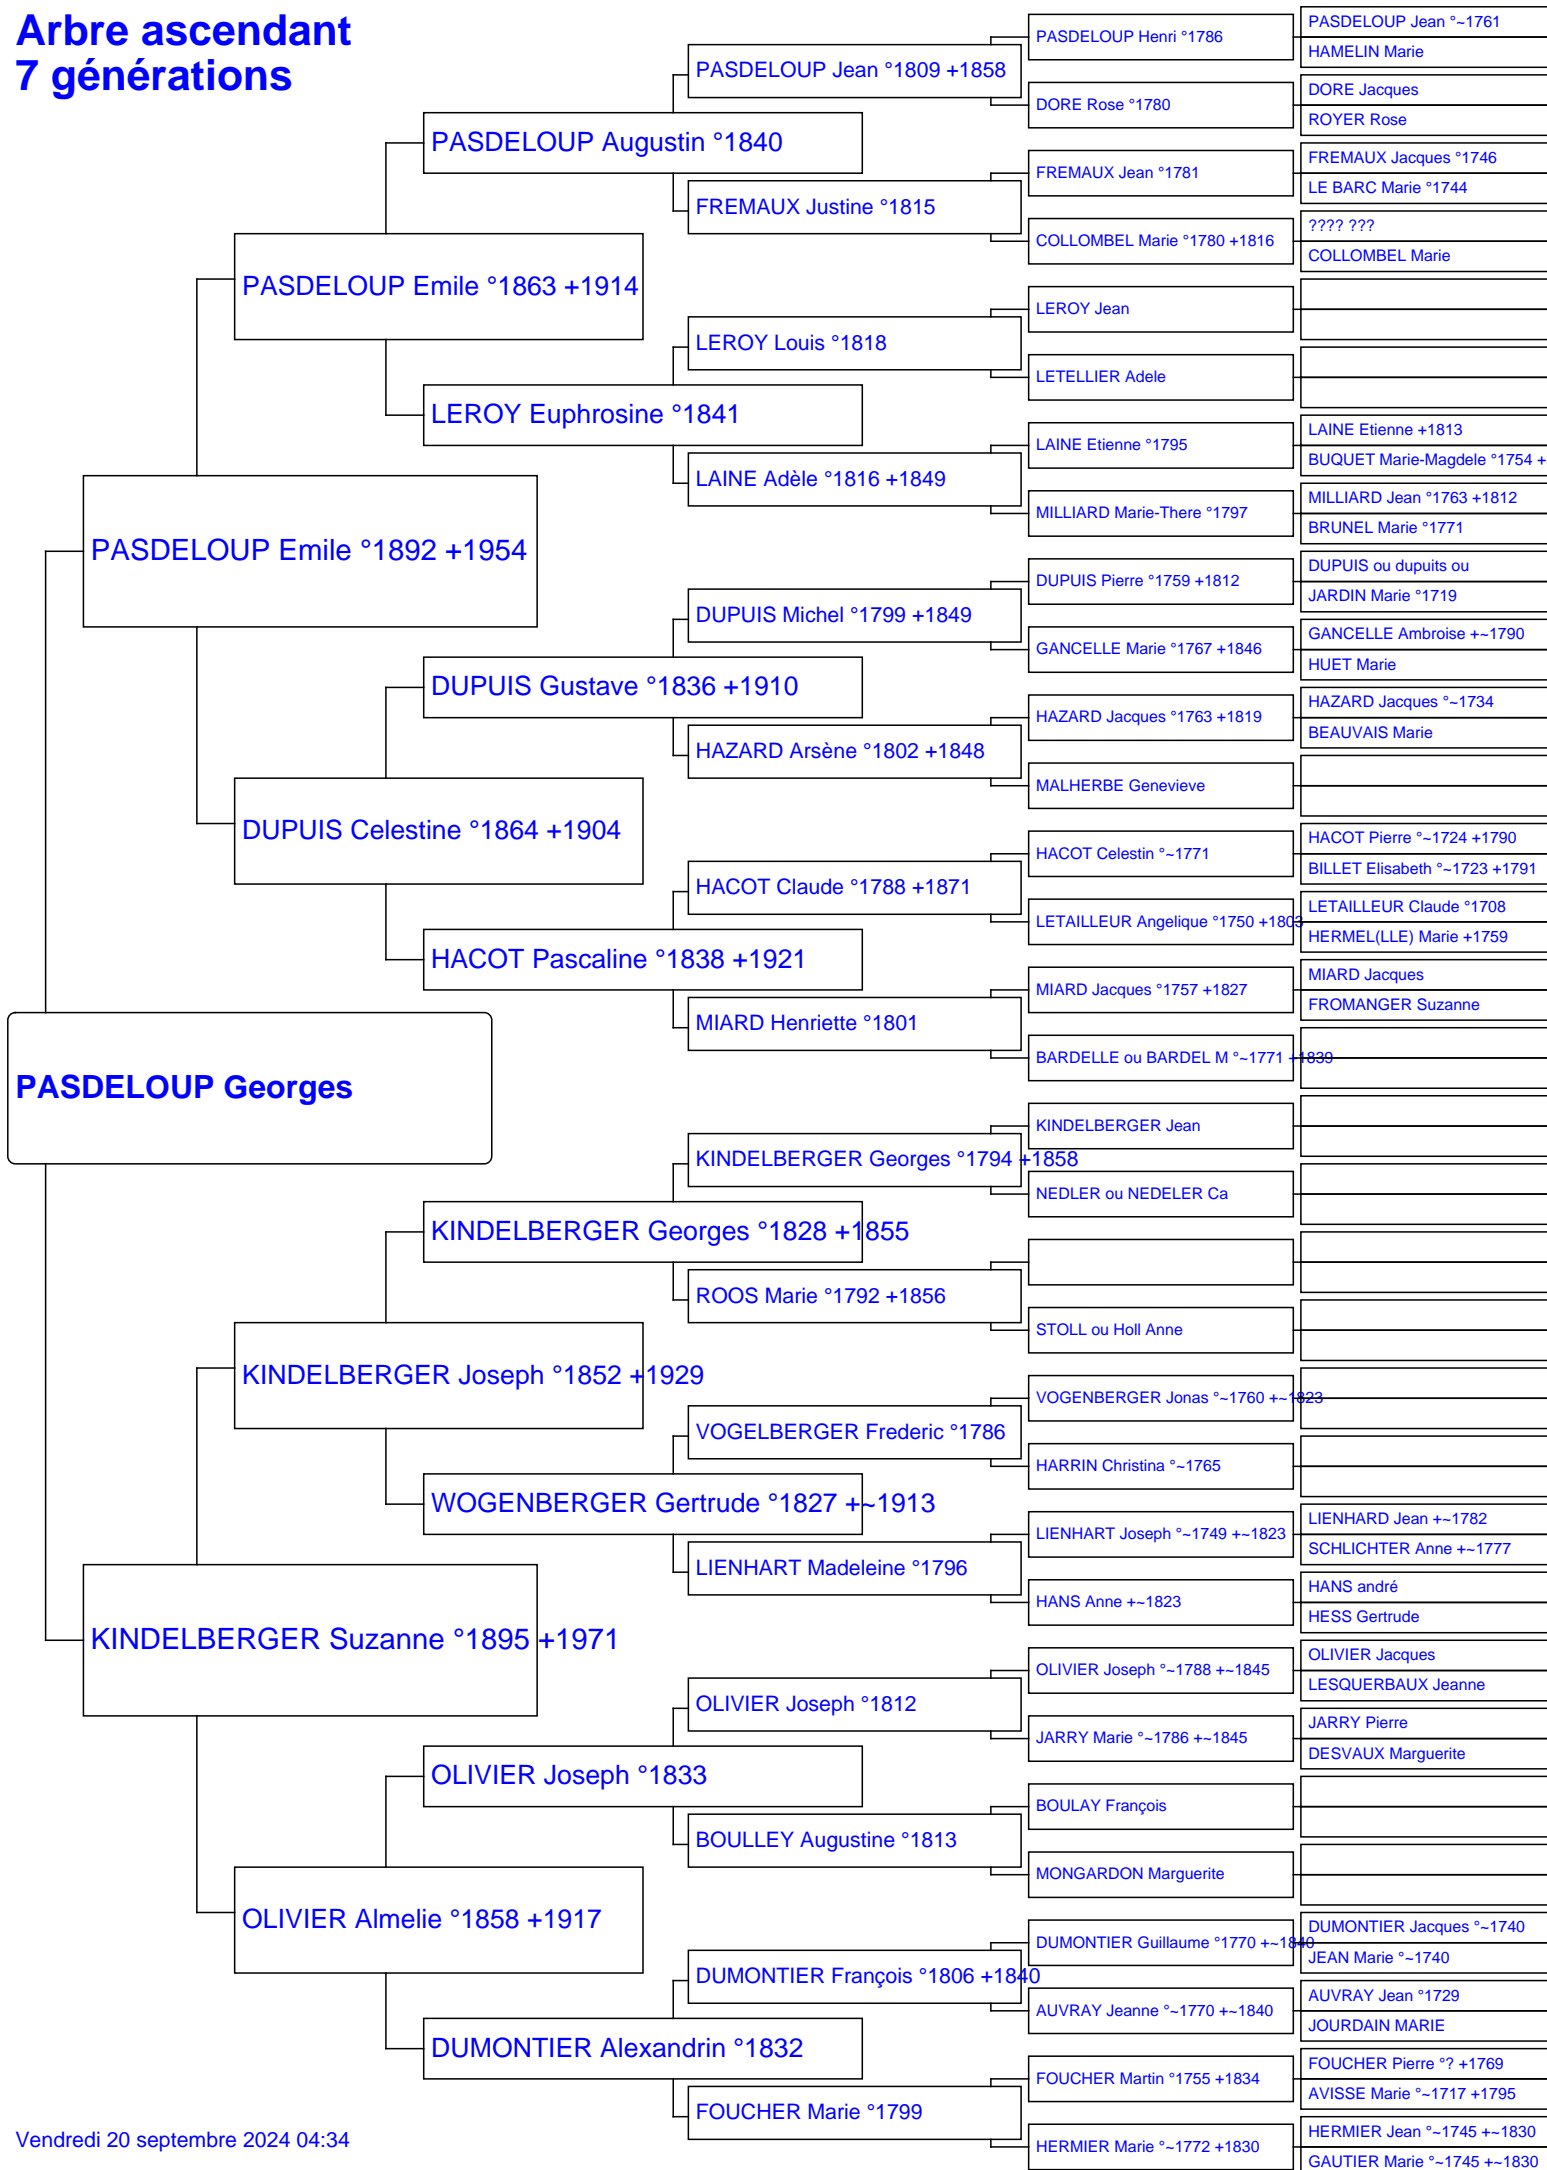 Arbre ascendant
7 générations
PASDELOUP Georges
PASDELOUP Emile °1892 +1954
KINDELBERGER Suzanne °1895 +1971
PASDELOUP Emile °1863 +1914
DUPUIS Celestine °1864 +1904
KINDELBERGER Joseph °1852 +1929
OLIVIER Almelie °1858 +1917
PASDELOUP Augustin °1840
LEROY Euphrosine °1841
DUPUIS Gustave °1836 +1910
HACOT Pascaline °1838 +1921
KINDELBERGER Georges °1828 +1855
WOGENBERGER Gertrude °1827 +~1913
OLIVIER Joseph °1833
DUMONTIER Alexandrin °1832
PASDELOUP Jean °1809 +1858
FREMAUX Justine °1815
LEROY Louis °1818
LAINE Adèle °1816 +1849
DUPUIS Michel °1799 +1849
HAZARD Arsène °1802 +1848
HACOT Claude °1788 +1871
MIARD Henriette °1801
KINDELBERGER Georges °1794 +1858
ROOS Marie °1792 +1856
VOGELBERGER Frederic °1786
LIENHART Madeleine °1796
OLIVIER Joseph °1812
BOULLEY Augustine °1813
DUMONTIER François °1806 +1840
FOUCHER Marie °1799
PASDELOUP Henri °1786
DORE Rose °1780
FREMAUX Jean °1781
COLLOMBEL Marie °1780 +1816
LEROY Jean
LETELLIER Adele
LAINE Etienne °1795
MILLIARD Marie-There °1797
DUPUIS Pierre °1759 +1812
GANCELLE Marie °1767 +1846
HAZARD Jacques °1763 +1819
MALHERBE Genevieve
HACOT Celestin °~1771
LETAILLEUR Angelique °1750 +1803
MIARD Jacques °1757 +1827
BARDELLE ou BARDEL M °~1771 +1839
KINDELBERGER Jean
NEDLER ou NEDELER Ca
STOLL ou Holl Anne
VOGENBERGER Jonas °~1760 +~1823
HARRIN Christina °~1765
LIENHART Joseph °~1749 +~1823
HANS Anne +~1823
OLIVIER Joseph °~1788 +~1845
JARRY Marie °~1786 +~1845
BOULAY François
MONGARDON Marguerite
DUMONTIER Guillaume °1770 +~1840
AUVRAY Jeanne °~1770 +~1840
FOUCHER Martin °1755 +1834
HERMIER Marie °~1772 +1830
PASDELOUP Jean °~1761
HAMELIN Marie
DORE Jacques
ROYER Rose
FREMAUX Jacques °1746
LE BARC Marie °1744
???? ???
COLLOMBEL Marie
LAINE Etienne +1813
BUQUET Marie-Magdele °1754 +
MILLIARD Jean °1763 +1812
BRUNEL Marie °1771
DUPUIS ou dupuits ou
JARDIN Marie °1719
GANCELLE Ambroise +~1790
HUET Marie
HAZARD Jacques °~1734
BEAUVAIS Marie
HACOT Pierre °~1724 +1790
BILLET Elisabeth °~1723 +1791
LETAILLEUR Claude °1708
HERMEL(LLE) Marie +1759
MIARD Jacques
FROMANGER Suzanne
LIENHARD Jean +~1782
SCHLICHTER Anne +~1777
HANS andré
HESS Gertrude
OLIVIER Jacques
LESQUERBAUX Jeanne
JARRY Pierre
DESVAUX Marguerite
DUMONTIER Jacques °~1740
JEAN Marie °~1740
AUVRAY Jean °1729
JOURDAIN MARIE
FOUCHER Pierre °? +1769
AVISSE Marie °~1717 +1795
HERMIER Jean °~1745 +~1830
GAUTIER Marie °~1745 +~1830
Vendredi 20 septembre 2024 04:34